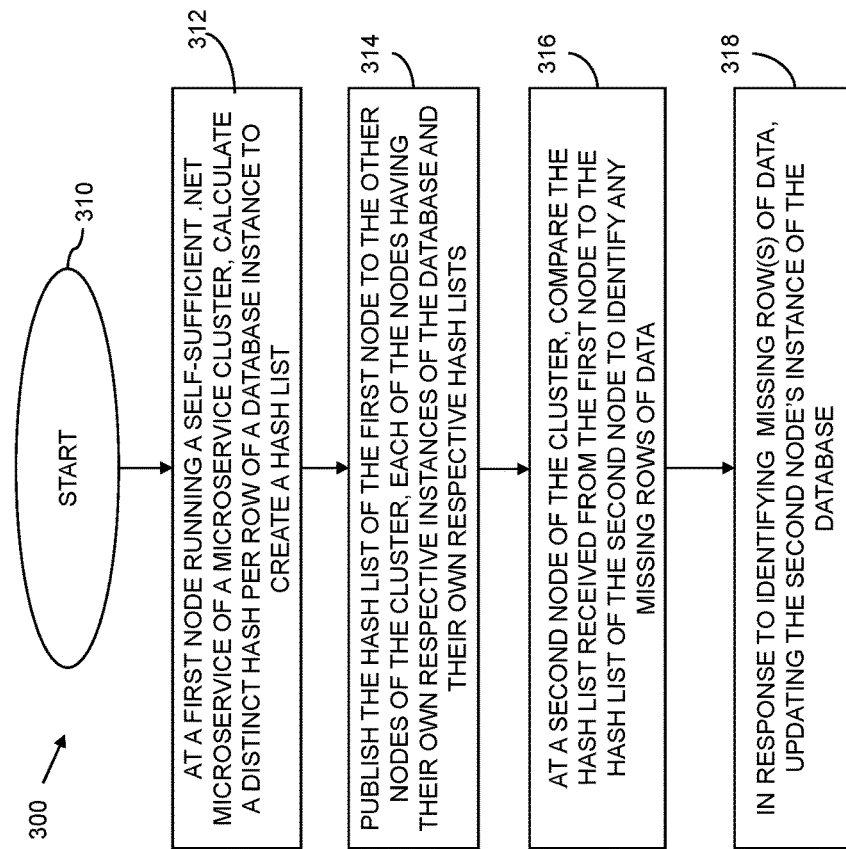 300
START
310
AT A FIRST NODE RUNNING A SELF-SUFFICIENT .NET
MICROSERVICE OF A MICROSERVICE CLUSTER, CALCULATE
A DISTINCT HASH PER ROW OF A DATABASE INSTANCE TO
CREATE A HASH LIST
312
PUBLISH THE HASH LIST OF THE FIRST NODE TO THE OTHER
NODES OF THE CLUSTER, EACH OF THE NODES HAVING
THEIR OWN RESPECTIVE INSTANCES OF THE DATABASE AND
THEIR OWN RESPECTIVE HASH LISTS
314
AT A SECOND NODE OF THE CLUSTER, COMPARE THE
HASH LIST RECEIVED FROM THE FIRST NODE TO THE
HASH LIST OF THE SECOND NODE TO IDENTIFY ANY
MISSING ROWS OF DATA
316
IN RESPONSE TO IDENTIFYING MISSING ROW(S) OF DATA,
UPDATING THE SECOND NODE'S INSTANCE OF THE
DATABASE
318